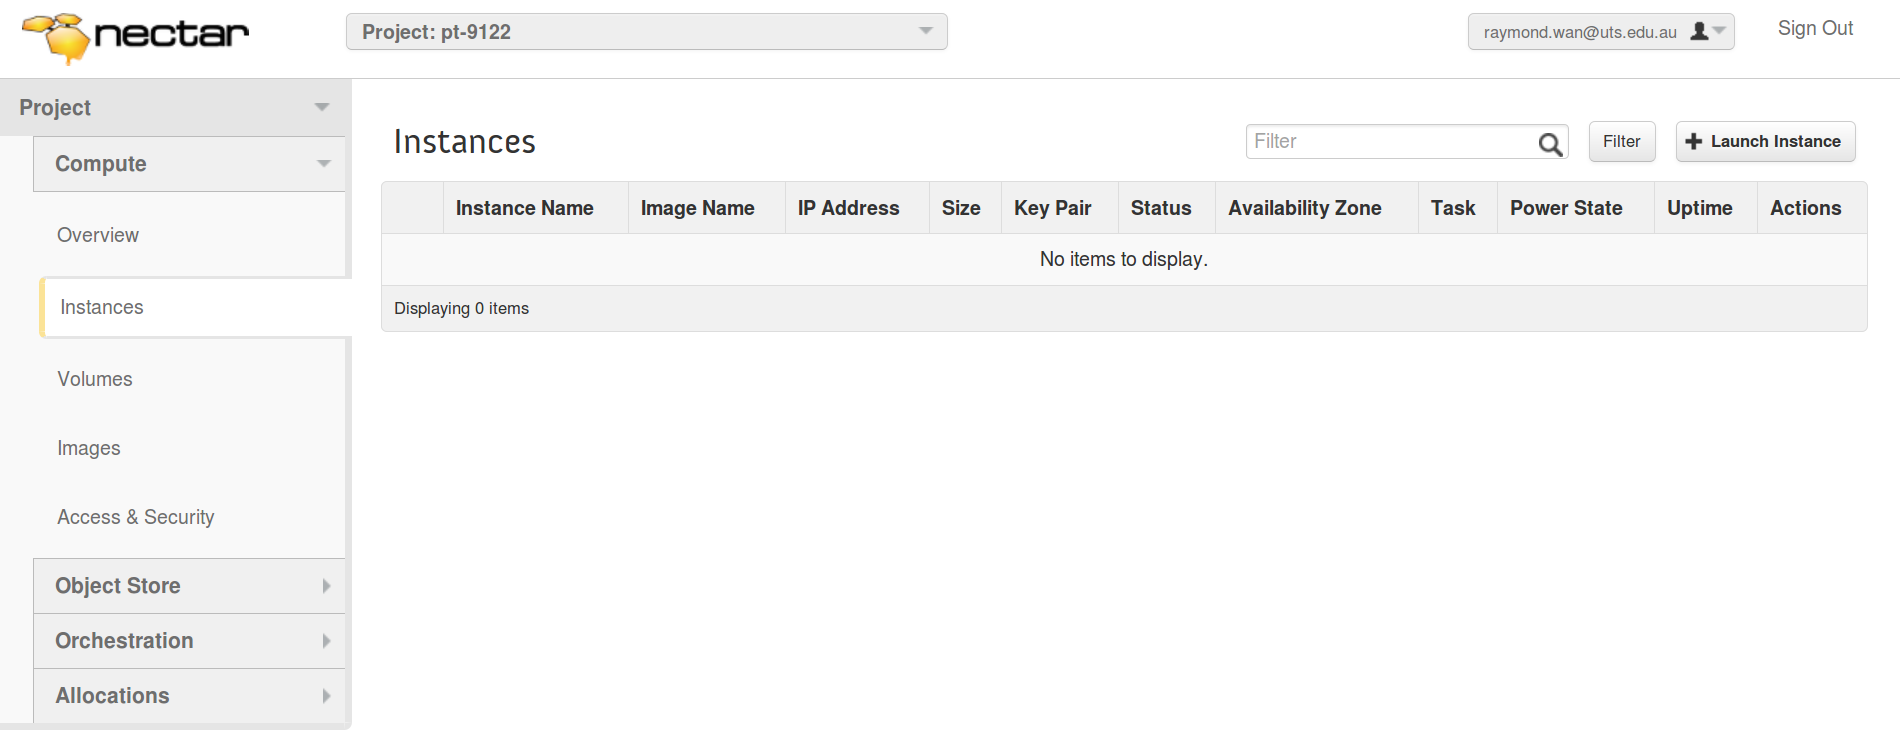 nectar
Project: pt-9122
raymond.wan@uts.edu.au
Sign Out
Project
Compute
Overview
Instances
Volumes
Images
Access & Security
Object Store
Orchestration
Allocations
Instances
Filter
Filter
Launch Instance
Instance Name Image Name IP Address Size Key Pair Status Availability Zone Task Power State Uptime Actions
No items to display.
Displaying 0 items